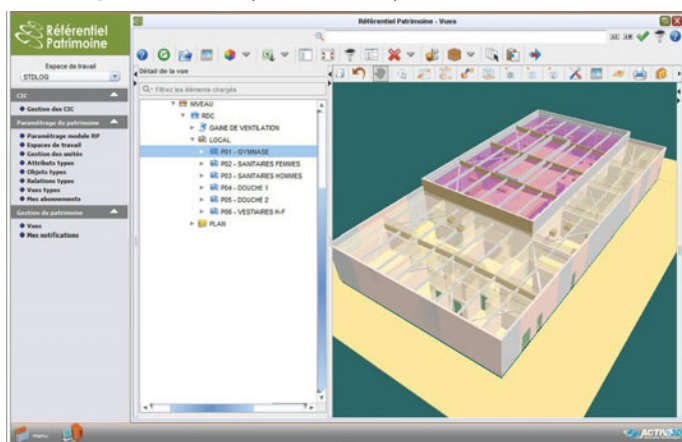 Référentiel
Patrimoine
Espace de travail
STDLOG
CIC
Gestion des CIC
Paramétrage du patrimoine
Paramétrage module RP
Espaces de travail
Gestion des unités
Attributs types
Objets types
Relations types
Vues types
Mes abonnements
Gestion du patrimoine
Vues
Mes notifications
Référentiel Patrimoine - Vues
Détail de la vue
Filtrez les éléments chargés
NIVEAU
RDC
GAINE DE VENTILATION
LOCAL
P01 - GYMNASE
P02 - SANITAIRES FEMMES
P03 - SANITAIRES HOMMES
P04 - DOUCHE 1
P05 - DOUCHE 2
P06 - VESTIAIRES H-F
PLAN
menu
ACTIV3D